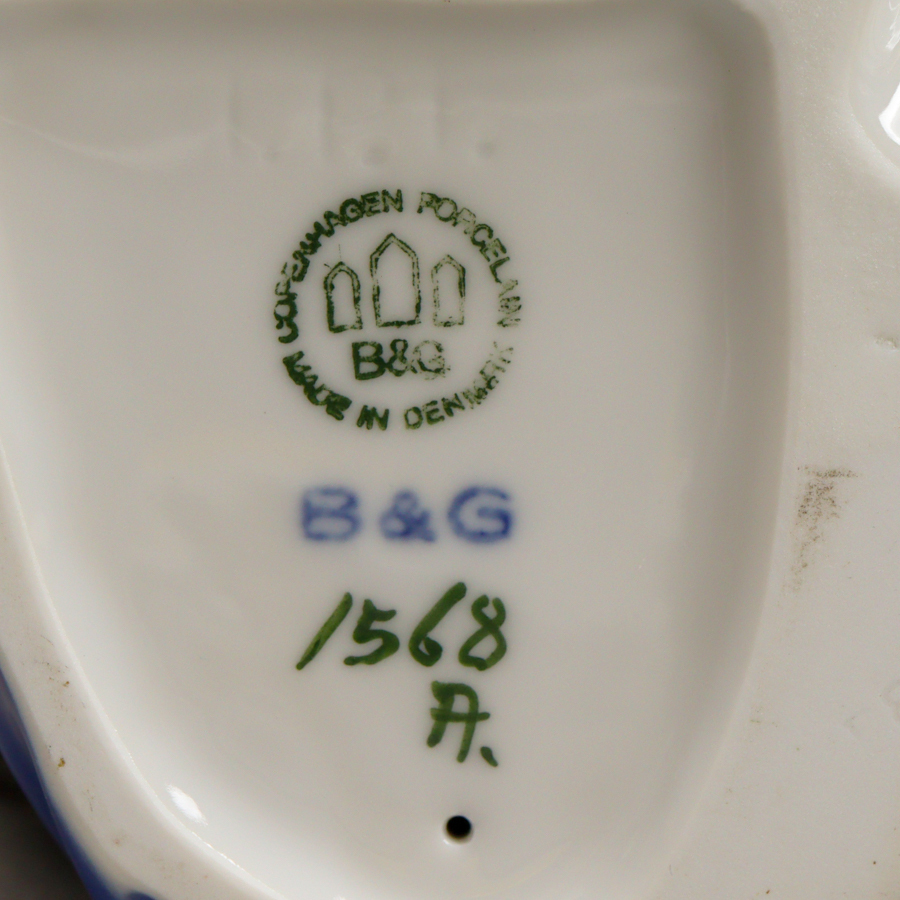 COPENHAGEN PORCELAIN
B&G
MADE IN DENMARK
B&G
1568
A.